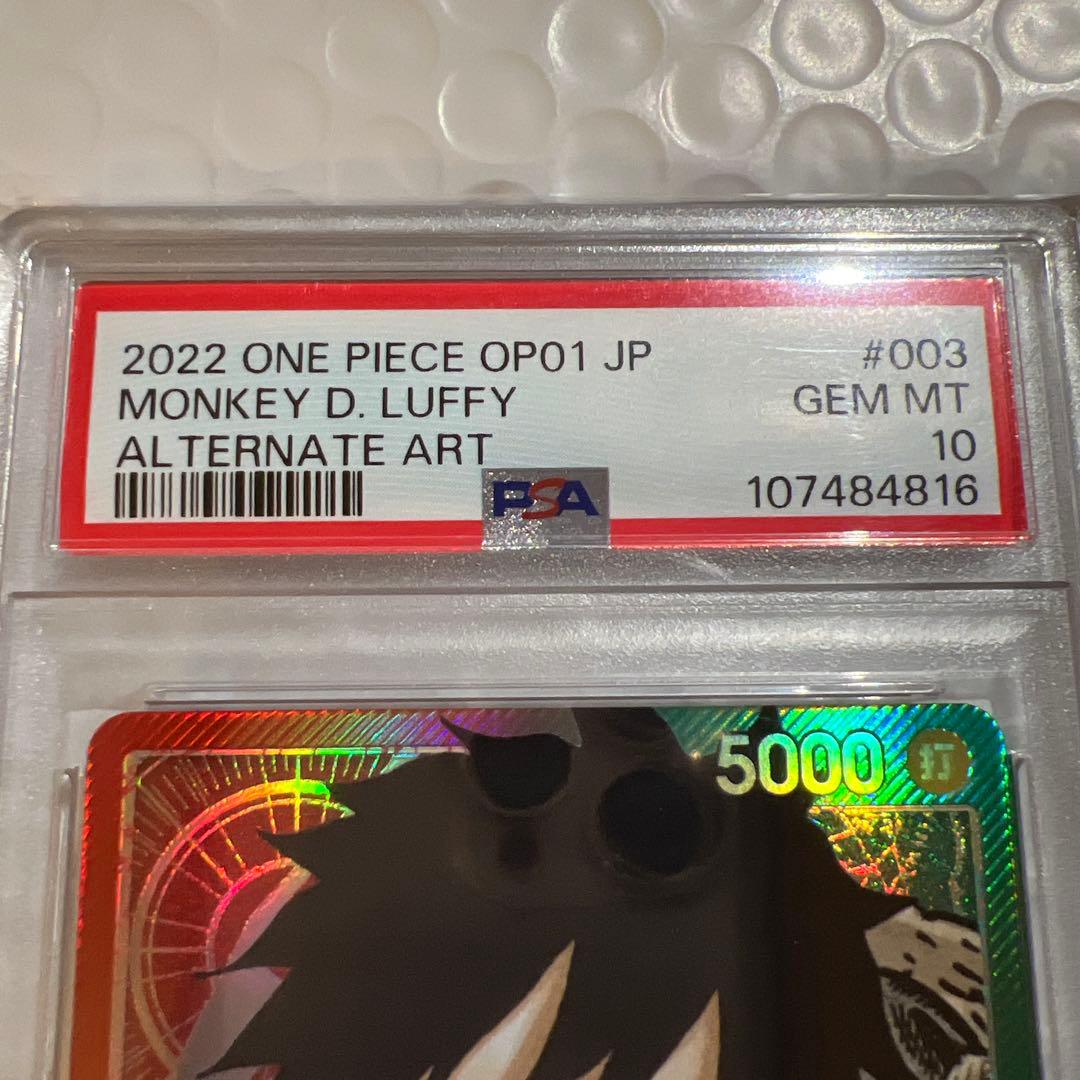 2022 ONE PIECE OP01 JP #003
MONKEY D. LUFFY GEM MT
ALTERNATE ART 10
PSA 107484816
5000 打